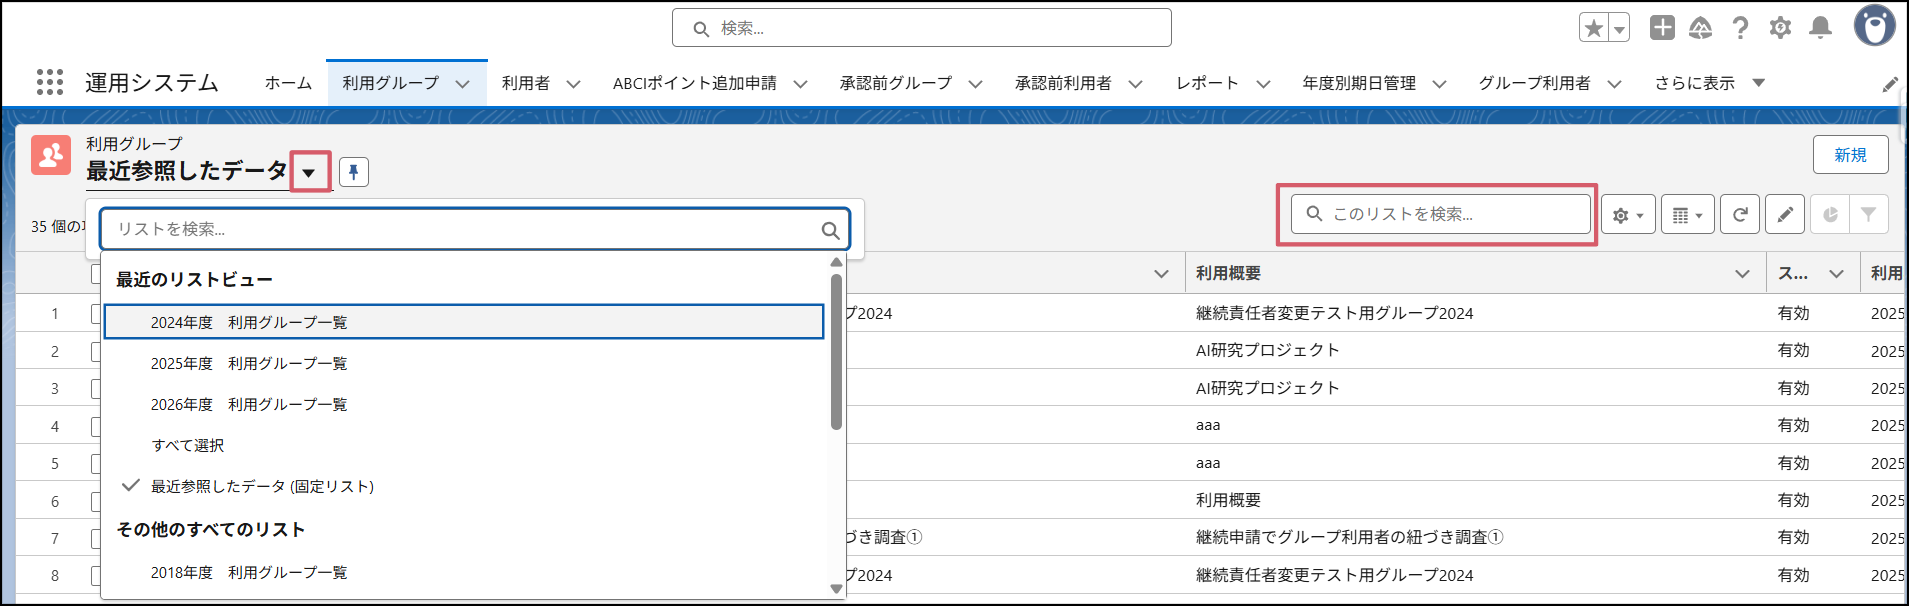 検索...
運用システム
ホーム
利用グループ
利用者
ABCIポイント追加申請
承認前グループ
承認前利用者
レポート
年度別期日管理
グループ利用者
さらに表示
利用グループ
最近参照したデータ
新規
35 個の
リストを検索...
このリストを検索...
最近のリストビュー
2024年度　利用グループ一覧
2025年度　利用グループ一覧
2026年度　利用グループ一覧
すべて選択
最近参照したデータ (固定リスト)
その他のすべてのリスト
2018年度　利用グループ一覧
利用概要
ス...
利用
1 プ2024 継続責任者変更テスト用グループ2024 有効 2025
2 AI研究プロジェクト 有効 2025
3 AI研究プロジェクト 有効 2025
4 aaa 有効 2025
5 aaa 有効 2025
6 利用概要 有効 2025
7 づき調査① 継続申請でグループ利用者の紐づき調査① 有効 2025
8 プ2024 継続責任者変更テスト用グループ2024 有効 2025